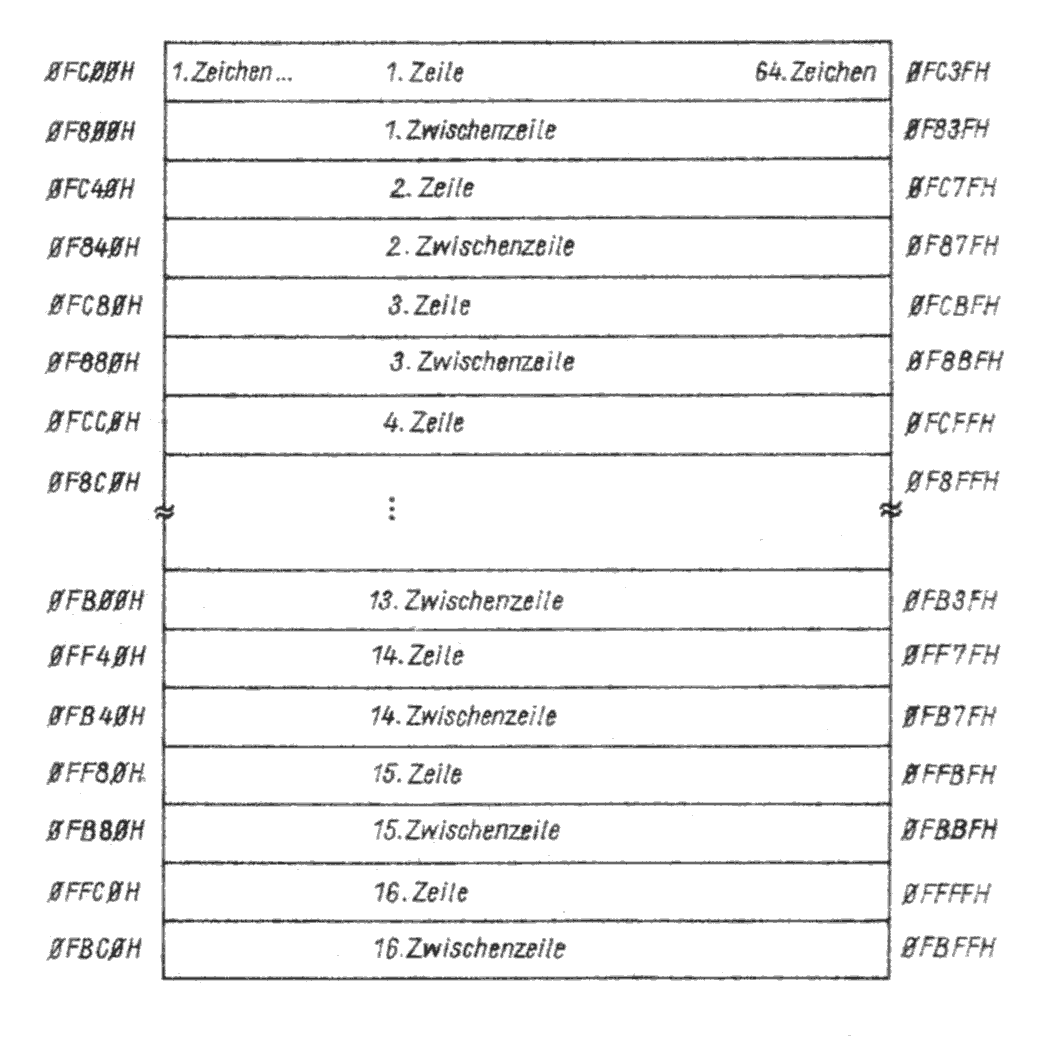 ØFCØØH 1. Zeichen... 1. Zeile 64. Zeichen ØFC3FH
ØF8ØØH 1. Zwischenzeile ØF83FH
ØFC4ØH 2. Zeile ØFC7FH
ØF84ØH 2. Zwischenzeile ØF87FH
ØFC8ØH 3. Zeile ØFCBFH
ØF88ØH 3. Zwischenzeile ØF8BFH
ØFCCØH 4. Zeile ØFCFFH
ØF8CØH ⋮ ØF8FFH
ØFBØØH 13. Zwischenzeile ØFB3FH
ØFF4ØH 14. Zeile ØFF7FH
ØFB4ØH 14. Zwischenzeile ØFB7FH
ØFF8ØH 15. Zeile ØFFBFH
ØFB8ØH 15. Zwischenzeile ØFBBFH
ØFFCØH 16. Zeile ØFFFFH
ØFBCØH 16. Zwischenzeile ØFBFFH